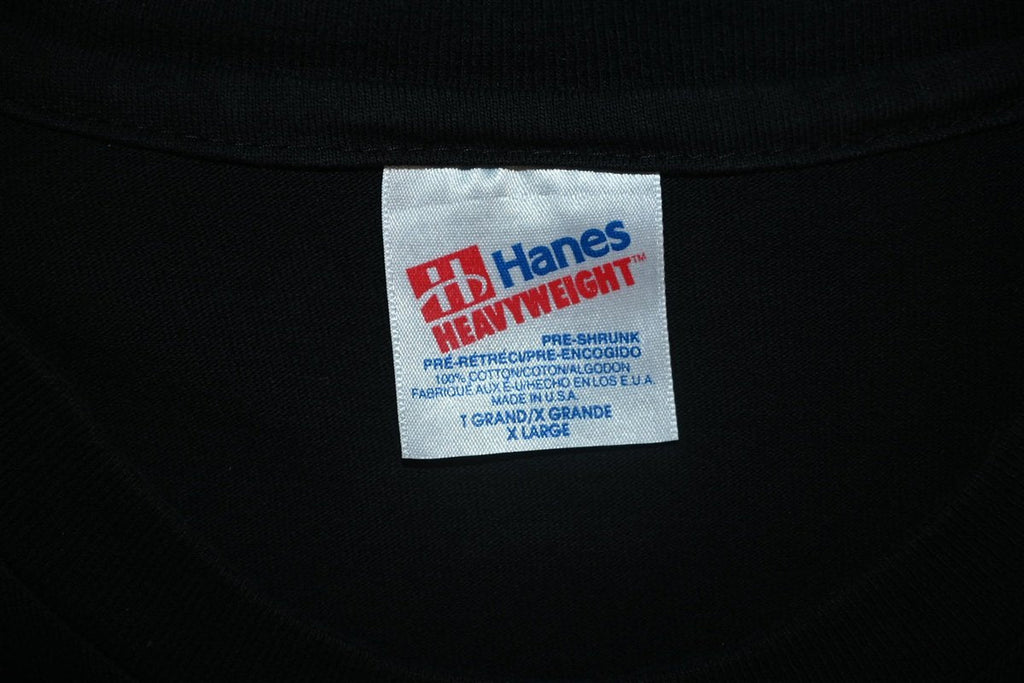 Hanes
HEAVYWEIGHT™
PRE-SHRUNK
PRÉ-RÉTRÉCI/PRE-ENCOGIDO
100% COTTON/COTON/ALGODON
FABRIQUÉ AUX É-U/HECHO EN LOS E.U.A.
MADE IN U.S.A.
T GRAND/X GRANDE
X LARGE